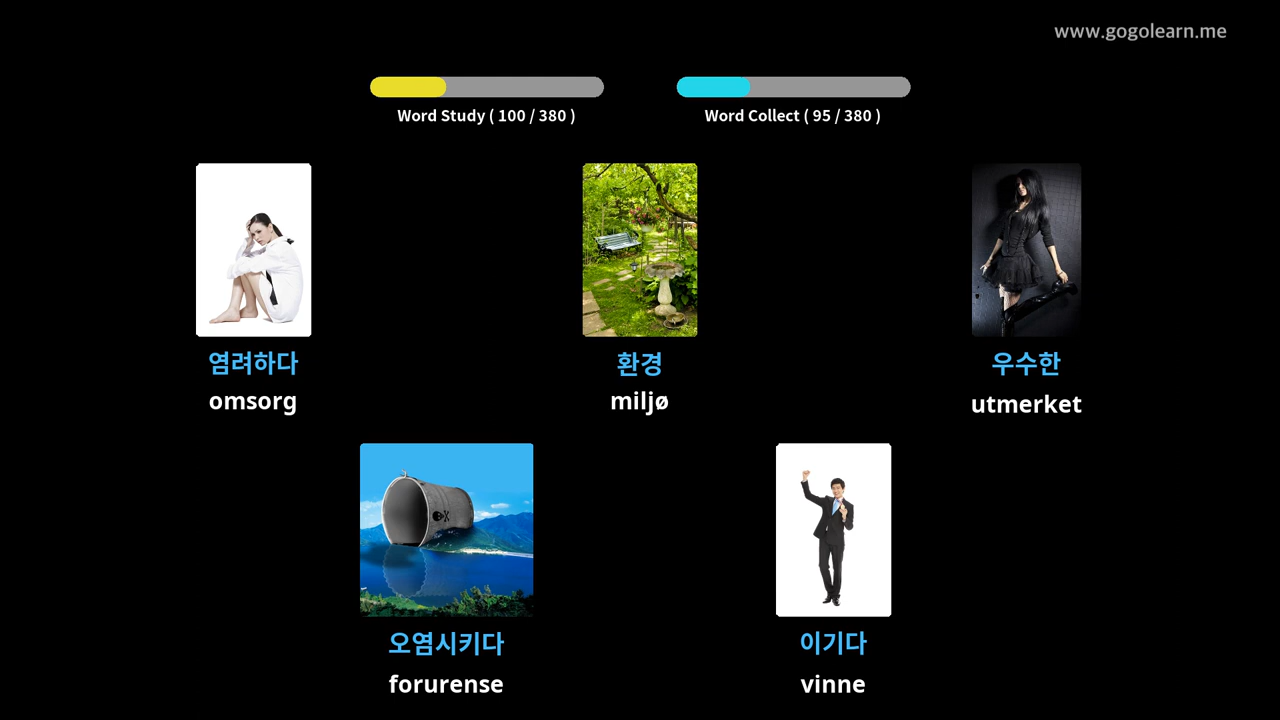 www.gogolearn.me
Word Study ( 100 / 380 )
Word Collect ( 95 / 380 )
염려하다
omsorg
환경
miljø
우수한
utmerket
오염시키다
forurense
이기다
vinne